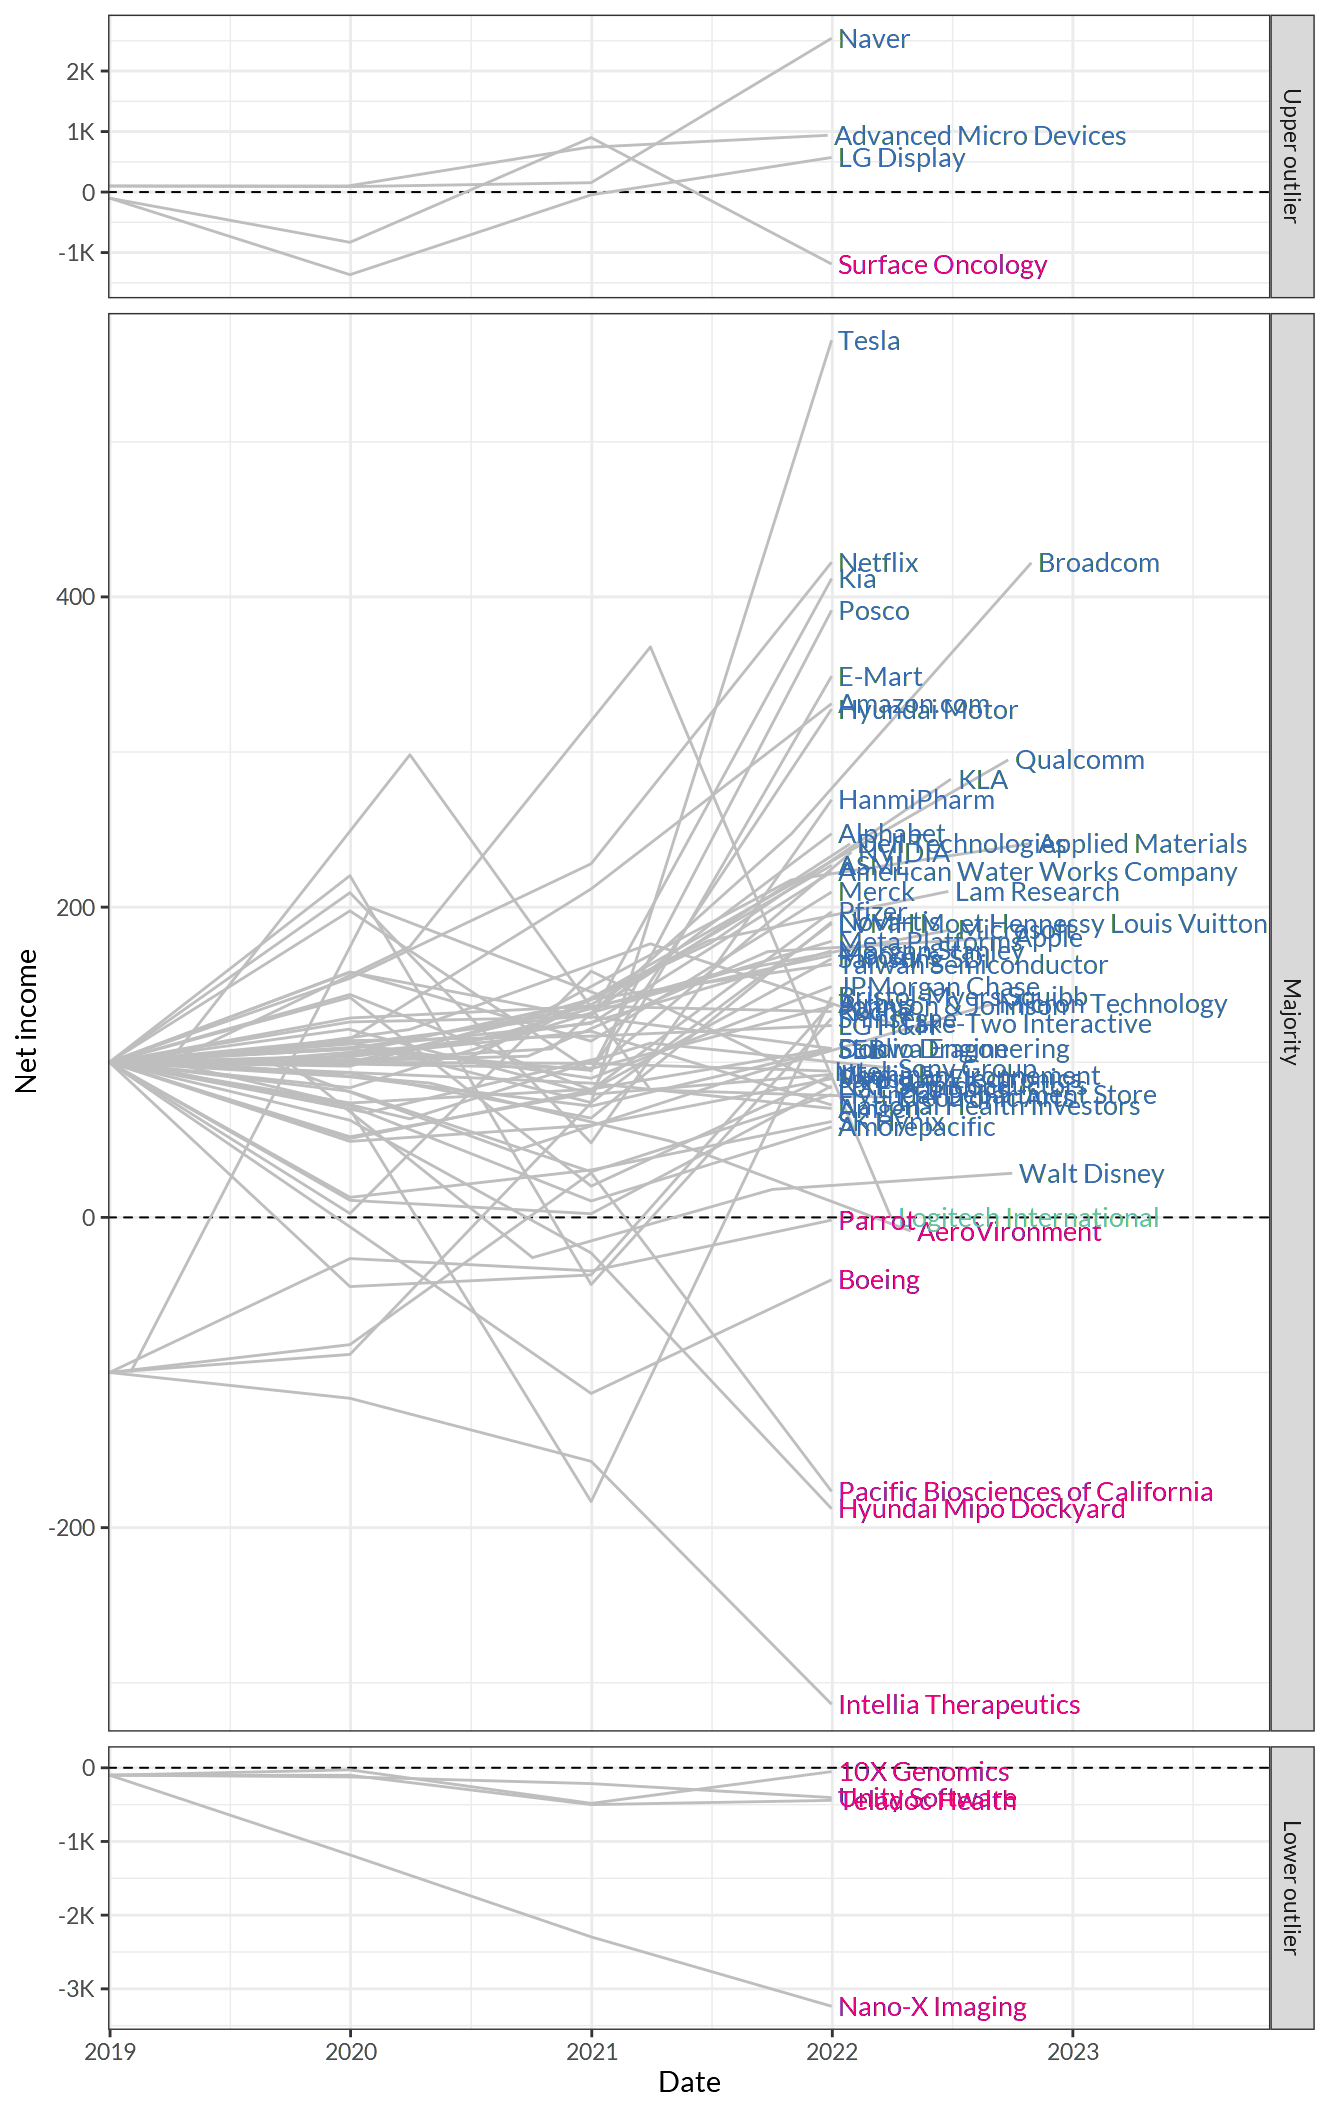 Naver
2K
Advanced Micro Devices
1K
LG Display
0
-1K
Surface Oncology
Upper outlier
Tesla
Netflix
Broadcom
Kia
400
Posco
E-Mart
Amazon.com
Hyundai Motor
Qualcomm
KLA
HanmiPharm
Alphabet
Dell Technologies
Applied Materials
NVIDIA
ASML
American Water Works Company
Merck
Lam Research
200
Pfizer
Novartis
LVMH Moet Hennessy Louis Vuitton
Microsoft
Apple
Meta Platforms
Morgan Stanley
Taiwan Semiconductor
JPMorgan Chase
Bristol-Myers Squibb
Johnson & Johnson
Micron Technology
Take-Two Interactive
Majority
Net income
Sony Group
Hyundai Department Store
National Health Investors
Amgen
SK Hynix
Amorepacific
Walt Disney
0
Parrot
Logitech International
AeroVironment
Boeing
Pacific Biosciences of California
Hyundai Mipo Dockyard
-200
Intellia Therapeutics
0
10X Genomics
Unity Software
Teladoc Health
-1K
-2K
-3K
Lower outlier
Nano-X Imaging
2019 2020 2021 2022 2023
Date